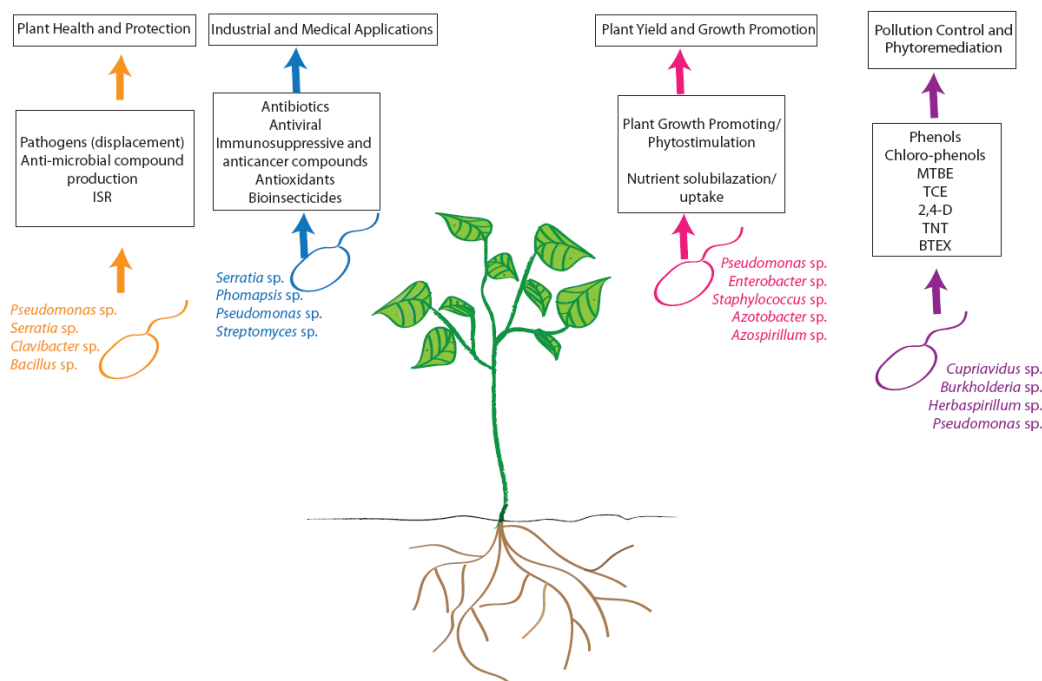 Plant Health and Protection
Pathogens (displacement)
Anti-microbial compound
production
ISR
Pseudomonas sp.
Serratia sp.
Clavibacter sp.
Bacillus sp.
Industrial and Medical Applications
Antibiotics
Antiviral
Immunosuppressive and
anticancer compounds
Antioxidants
Bioinsecticides
Serratia sp.
Phomapsis sp.
Pseudomonas sp.
Streptomyces sp.
Plant Yield and Growth Promotion
Plant Growth Promoting/
Phytostimulation
Nutrient solubilazation/
uptake
Pseudomonas sp.
Enterobacter sp.
Staphylococcus sp.
Azotobacter sp.
Azospirillum sp.
Pollution Control and
Phytoremediation
Phenols
Chloro-phenols
MTBE
TCE
2,4-D
TNT
BTEX
Cupriavidus sp.
Burkholderia sp.
Herbaspirillum sp.
Pseudomonas sp.